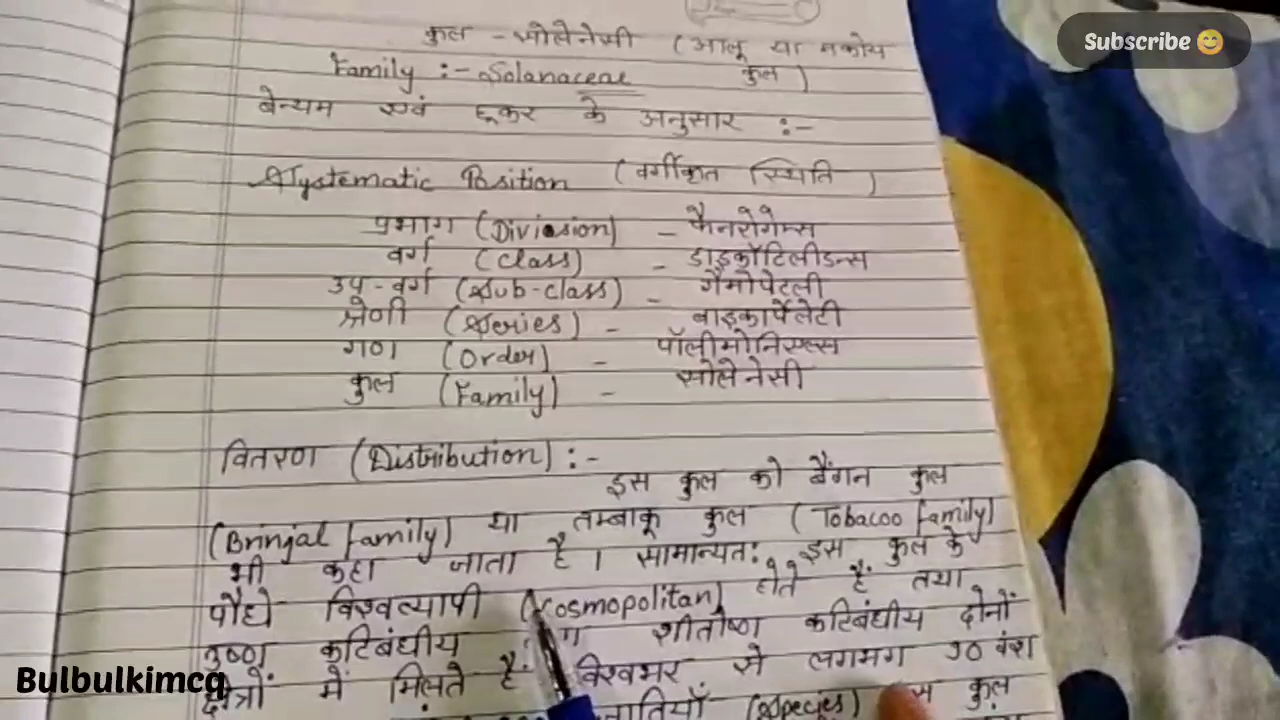 Subscribe 😊
कुल - सोलेनेसी (आलू या मकोय
Family :- Solanaceae कुल)
बेन्थम एवं हूकर के अनुसार :-
Systematic Position (वर्गीकृत स्थिति)
प्रभाग (Division) - फैनरोगेम्स
वर्ग (Class) - डाइकॉटिलीडन्स
उप-वर्ग (Sub-class) - गैमोपेटली
श्रेणी (Series) - बाइकार्पेलेटी
गण (Order) - पॉलीमोनिएल्स
कुल (Family) - सोलेनेसी
वितरण (Distribution) :-
इस कुल को बैंगन कुल
(Brinjal family) या तम्बाकू कुल (Tobacoo family)
भी कहा जाता है । सामान्यत: इस कुल के
पौधे विश्वव्यापी (Cosmopolitan) होते हैं तथा
उष्ण कटिबंधीय शीतोष्ण कटिबंधीय दोनों
क्षेत्रों में मिलते हैं विश्वभर से लगभग वंश
(Species) कुल
Bulbulkimcq